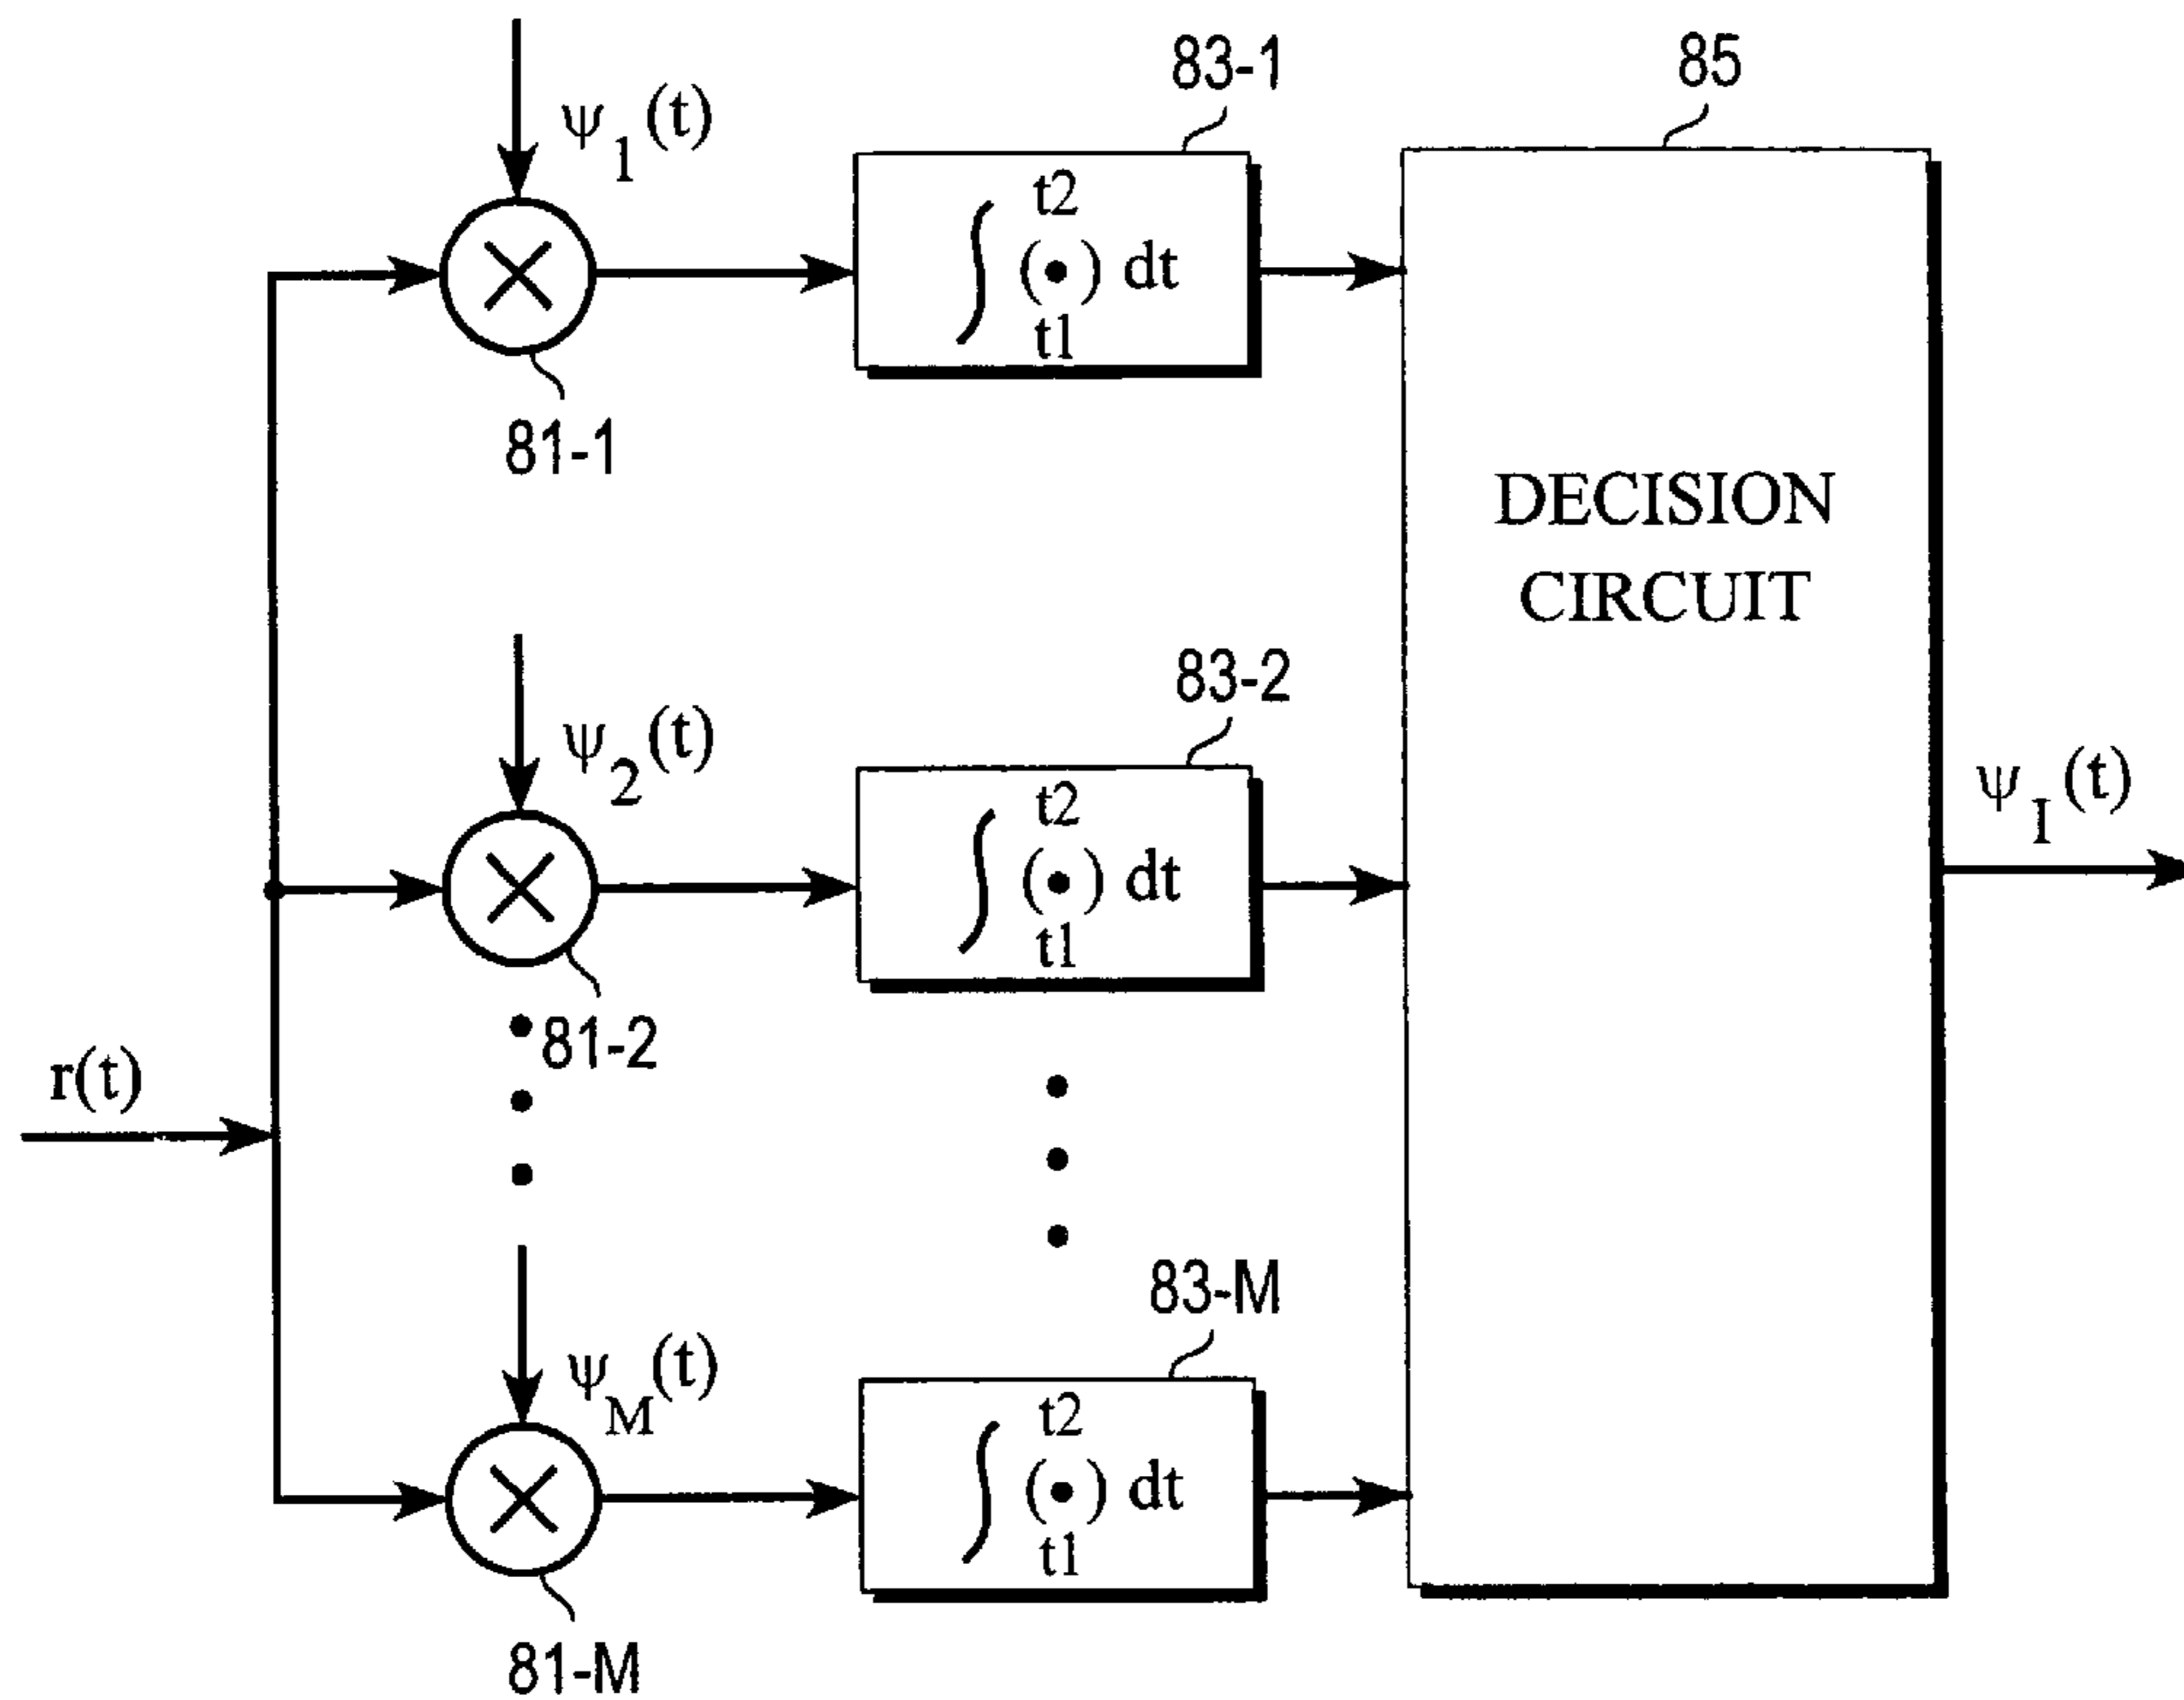 83-1
85
ψ1(t)
t2
∫ (•) dt
t1
81-1
DECISION
CIRCUIT
83-2
ψ2(t)
t2
∫ (•) dt
t1
ψI(t)
81-2
r(t)
83-M
ψM(t)
t2
∫ (•) dt
t1
81-M